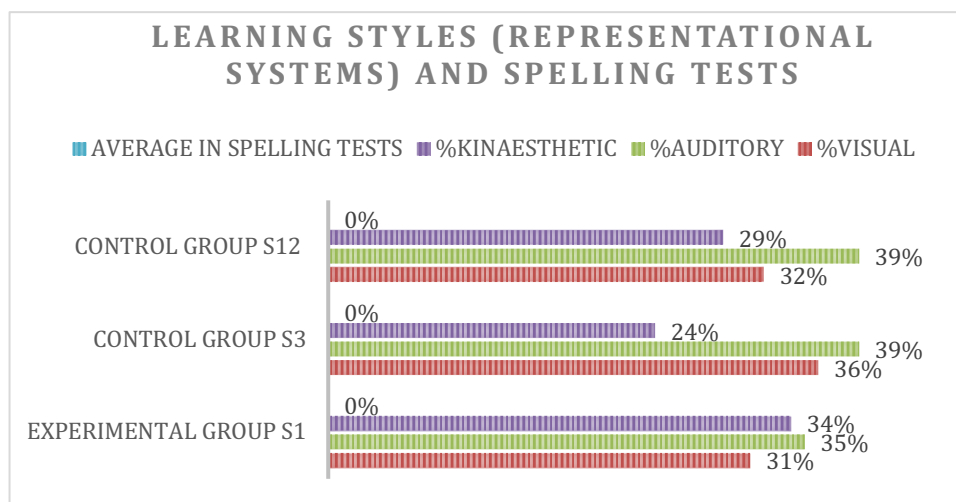 LEARNING STYLES (REPRESENTATIONAL
SYSTEMS) AND SPELLING TESTS
AVERAGE IN SPELLING TESTS %KINAESTHETIC %AUDITORY %VISUAL
0%
CONTROL GROUP S12
29%
39%
32%
0%
CONTROL GROUP S3
24%
39%
36%
0%
EXPERIMENTAL GROUP S1
34%
35%
31%